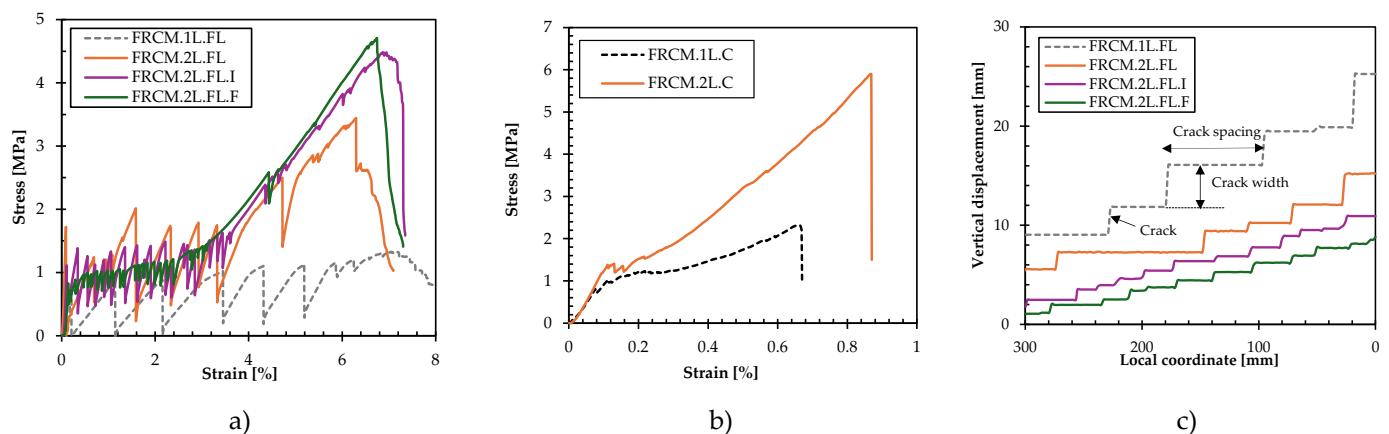 5
4
3
2
1
0
0 2 4 6 8
Stress [MPa]
Strain [%]
FRCM.1L.FL
FRCM.2L.FL
FRCM.2L.FL.I
FRCM.2L.FL.F
a)
7
6
5
4
3
2
1
0
0 0.2 0.4 0.6 0.8 1
Stress [MPa]
Strain [%]
FRCM.1L.C
FRCM.2L.C
b)
30
20
10
0
300 200 100 0
Vertical displacemnent [mm]
Local coordinate [mm]
FRCM.1L.FL
FRCM.2L.FL
FRCM.2L.FL.I
FRCM.2L.FL.F
Crack spacing
Crack width
Crack
c)